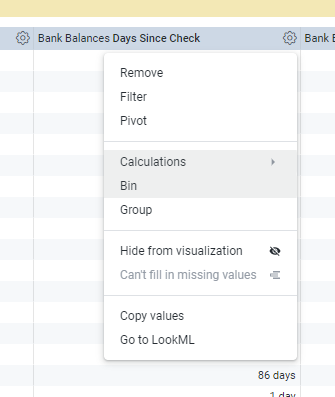 Bank Balances Days Since Check
Bank B
Remove
Filter
Pivot
Calculations
Bin
Group
Hide from visualization
Can't fill in missing values
Copy values
Go to LookML
86 days
1 day